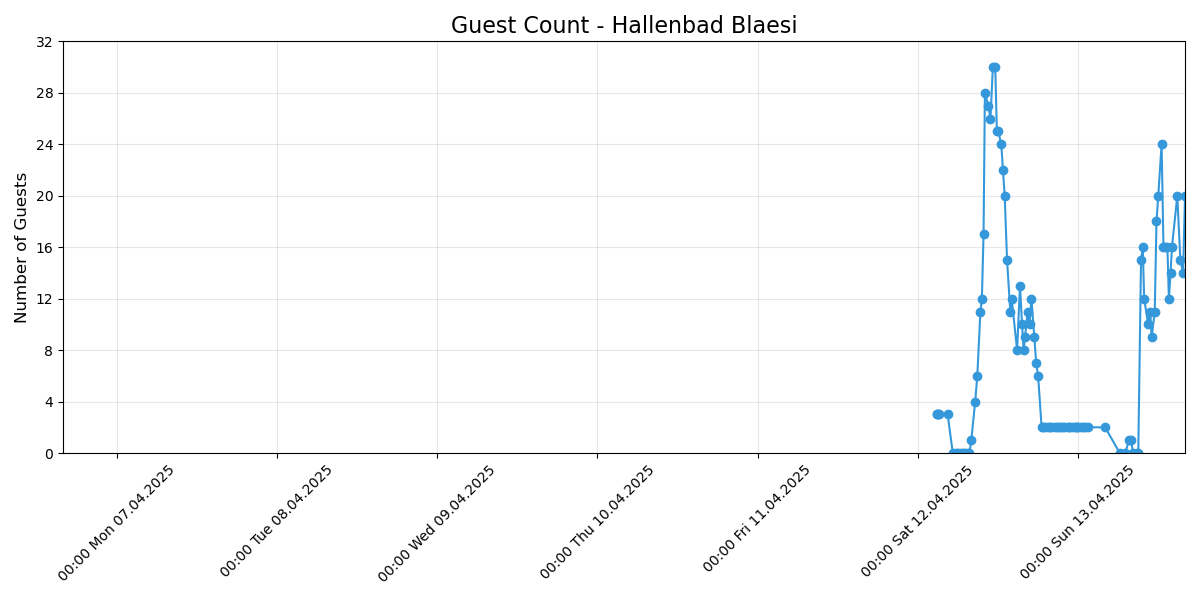 Guest Count - Hallenbad Blaesi
Number of Guests
32
28
24
20
16
12
8
4
0
00:00 Mon 07.04.2025
00:00 Tue 08.04.2025
00:00 Wed 09.04.2025
00:00 Thu 10.04.2025
00:00 Fri 11.04.2025
00:00 Sat 12.04.2025
00:00 Sun 13.04.2025